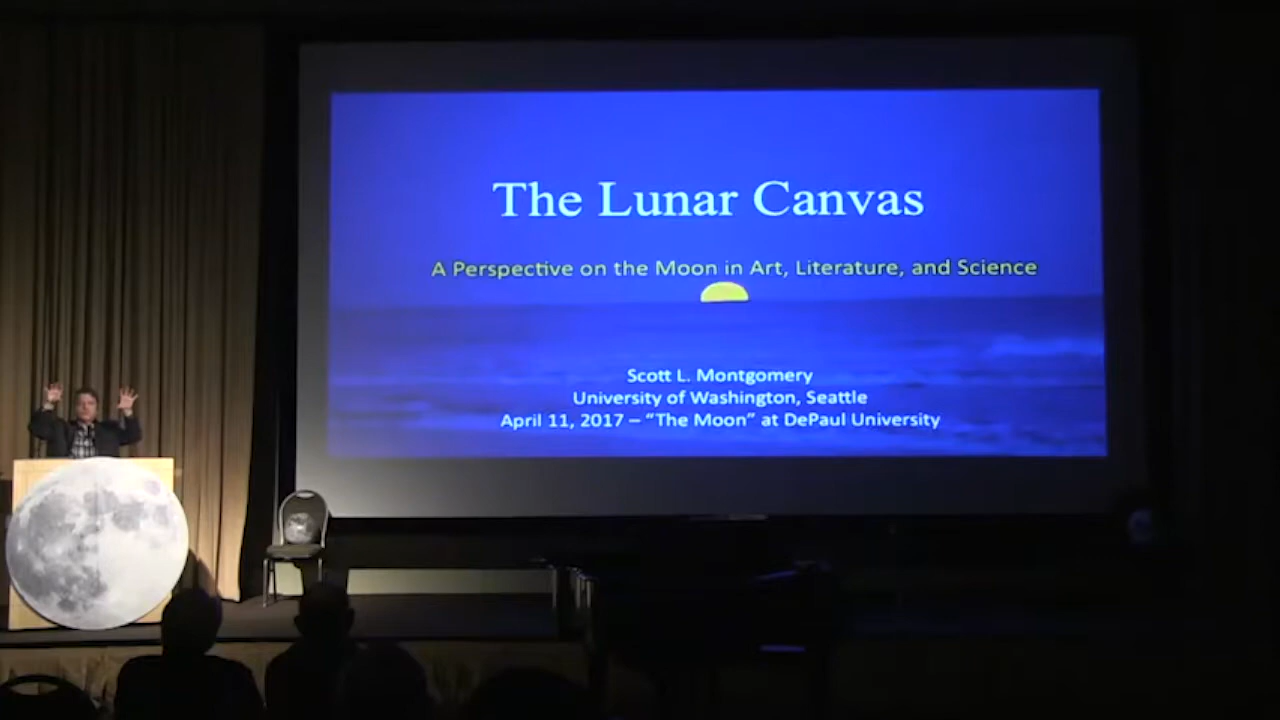 The Lunar Canvas
A Perspective on the Moon in Art, Literature, and Science
Scott L. Montgomery
University of Washington, Seattle
April 11, 2017 – “The Moon” at DePaul University